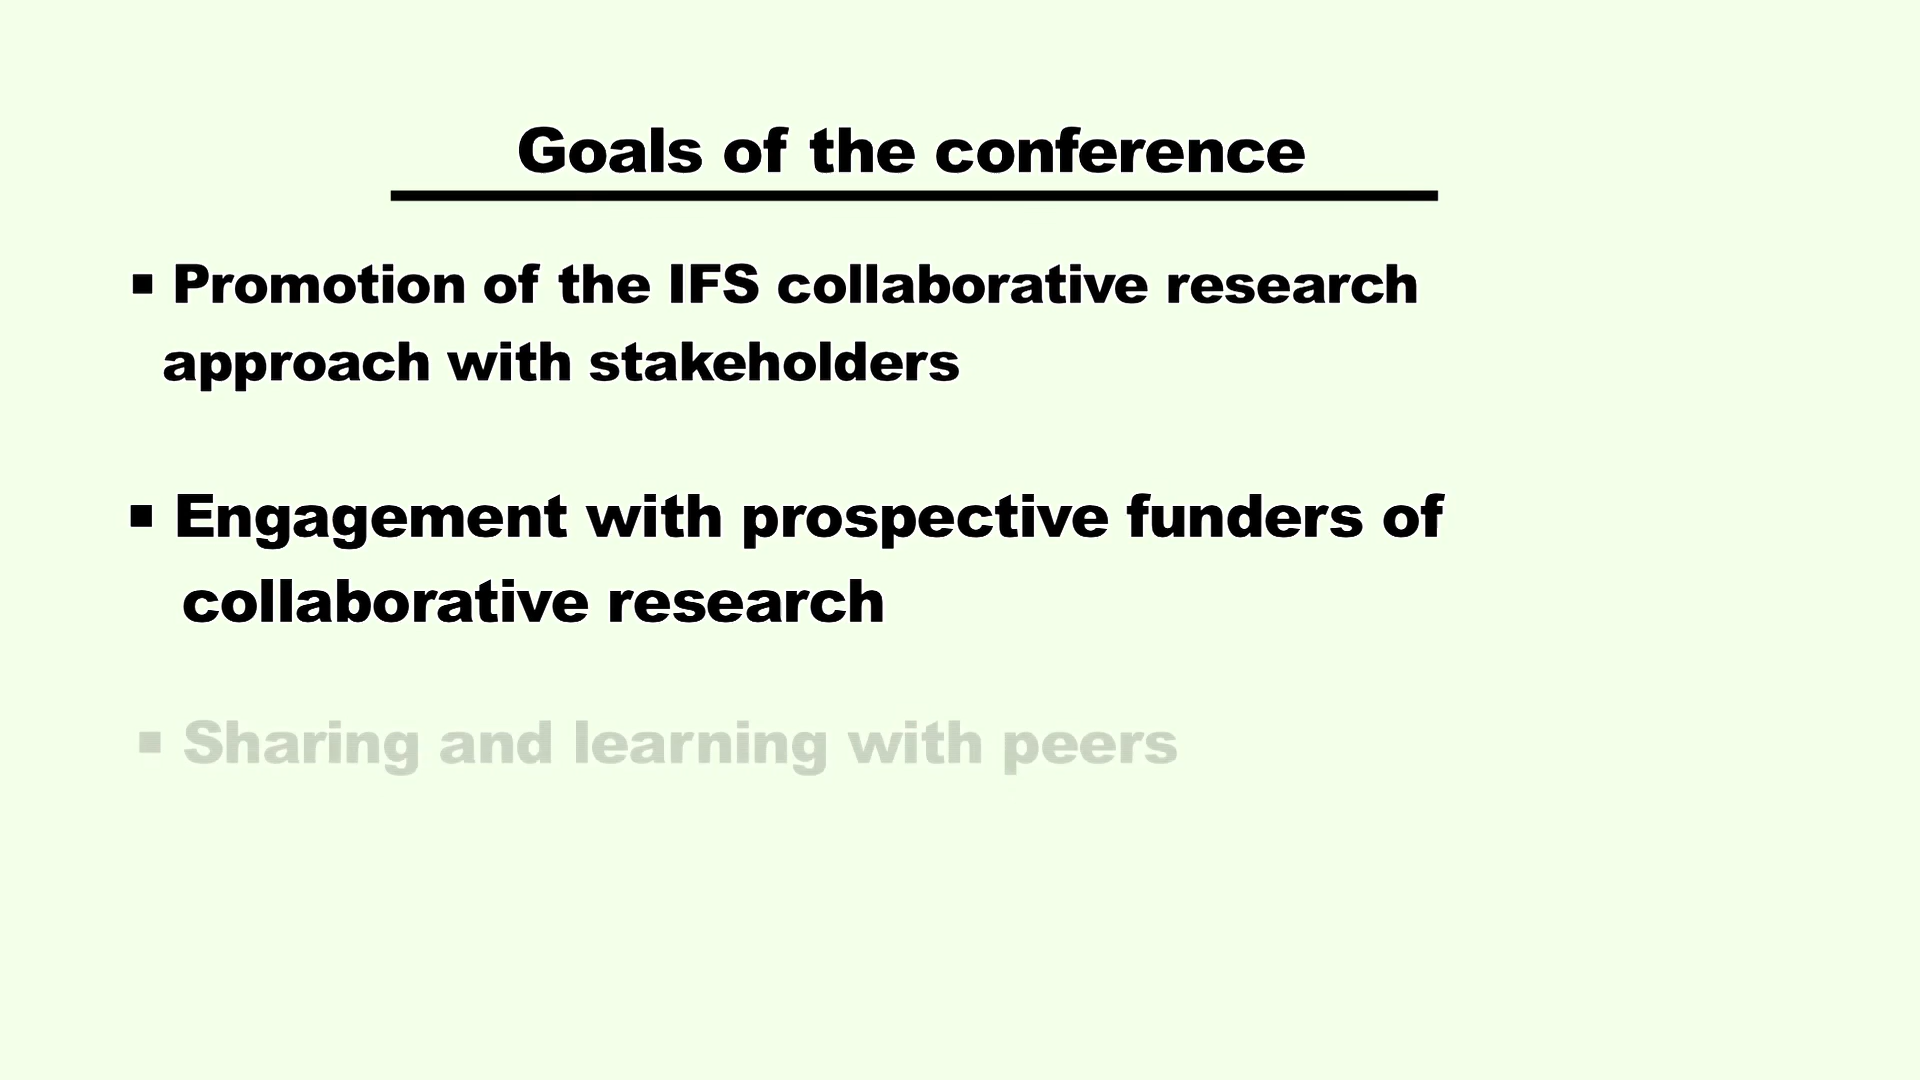 Goals of the conference
▪ Promotion of the IFS collaborative research
approach with stakeholders
▪ Engagement with prospective funders of
collaborative research
▪ Sharing and learning with peers